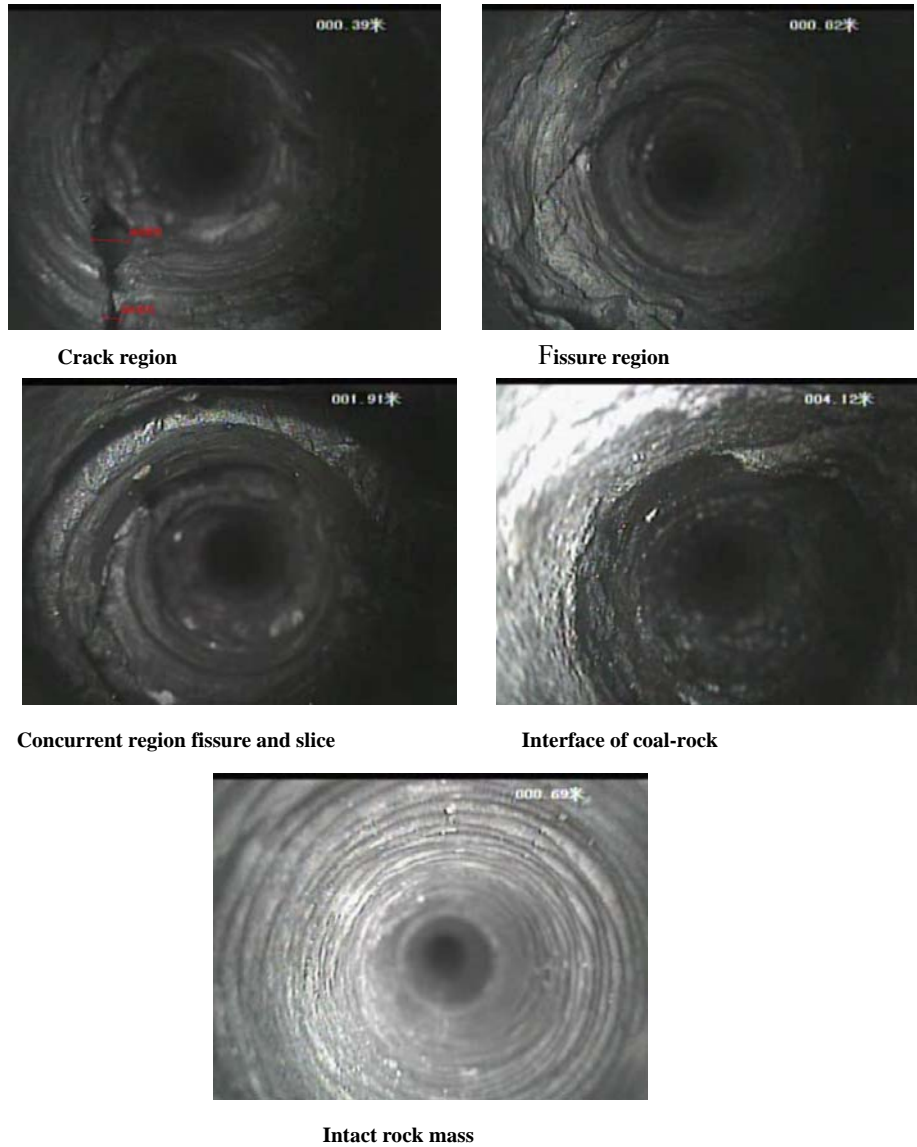 000.39米
000.82米
Crack region
Fissure region
001.91米
004.12米
Concurrent region fissure and slice
Interface of coal-rock
000.69米
Intact rock mass